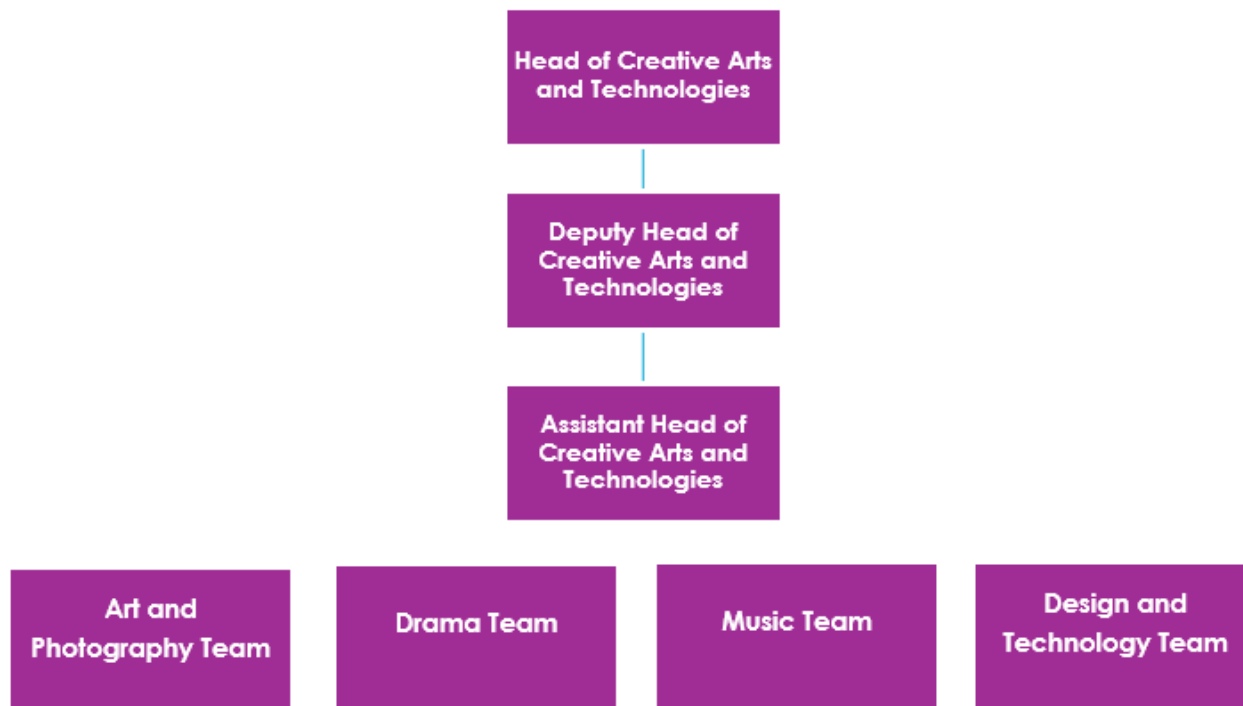 Head of Creative Arts
and Technologies
Deputy Head of
Creative Arts and
Technologies
Assistant Head of
Creative Arts and
Technologies
Art and
Photography Team
Drama Team
Music Team
Design and
Technology Team